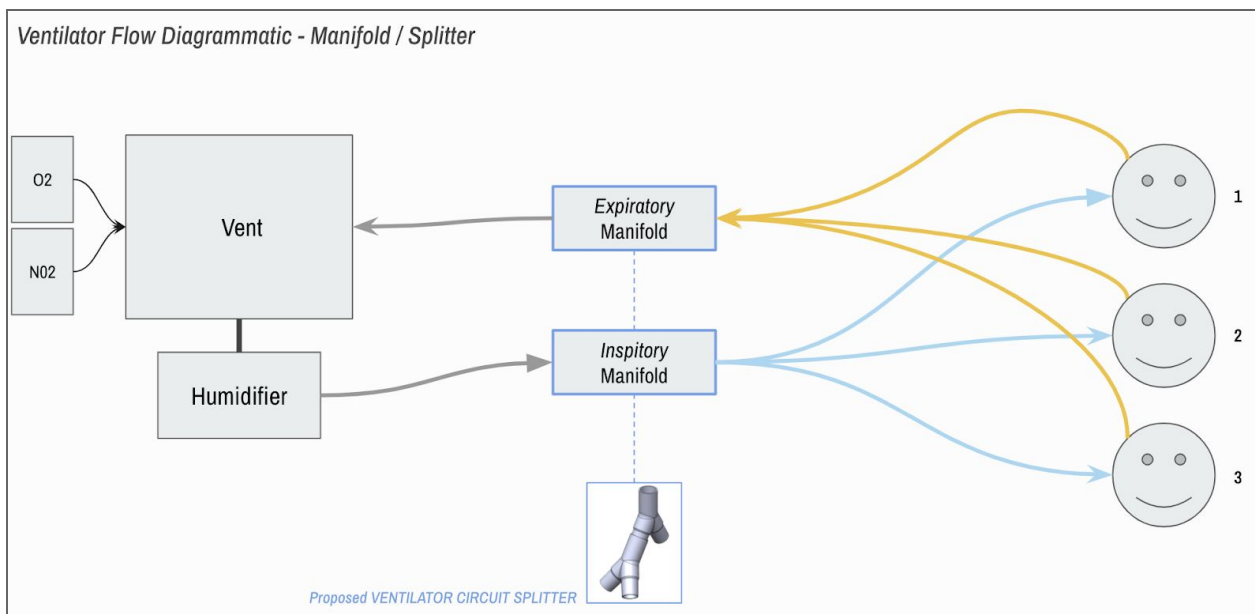 Ventilator Flow Diagrammatic - Manifold / Splitter
O2
N02
Vent
Humidifier
Expiratory
Manifold
Inspitory
Manifold
1
2
3
Proposed VENTILATOR CIRCUIT SPLITTER